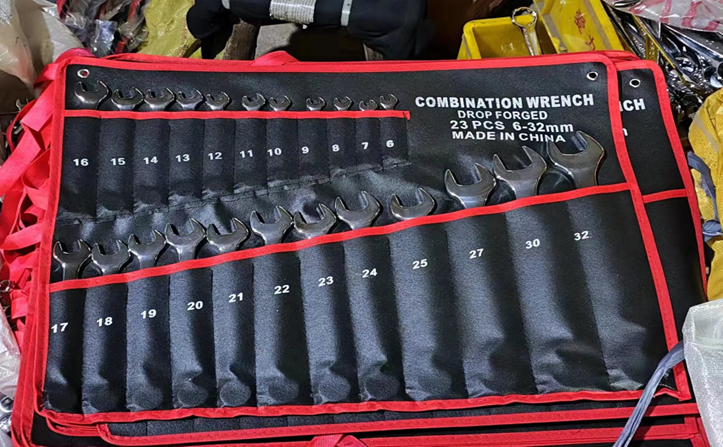 COMBINATION WRENCH
DROP FORGED
23 PCS 6-32mm
MADE IN CHINA
CH
16 15 14 13 12 11 10 9 8 7 6
17 18 19 20 21 22 23 24 25 27 30 32